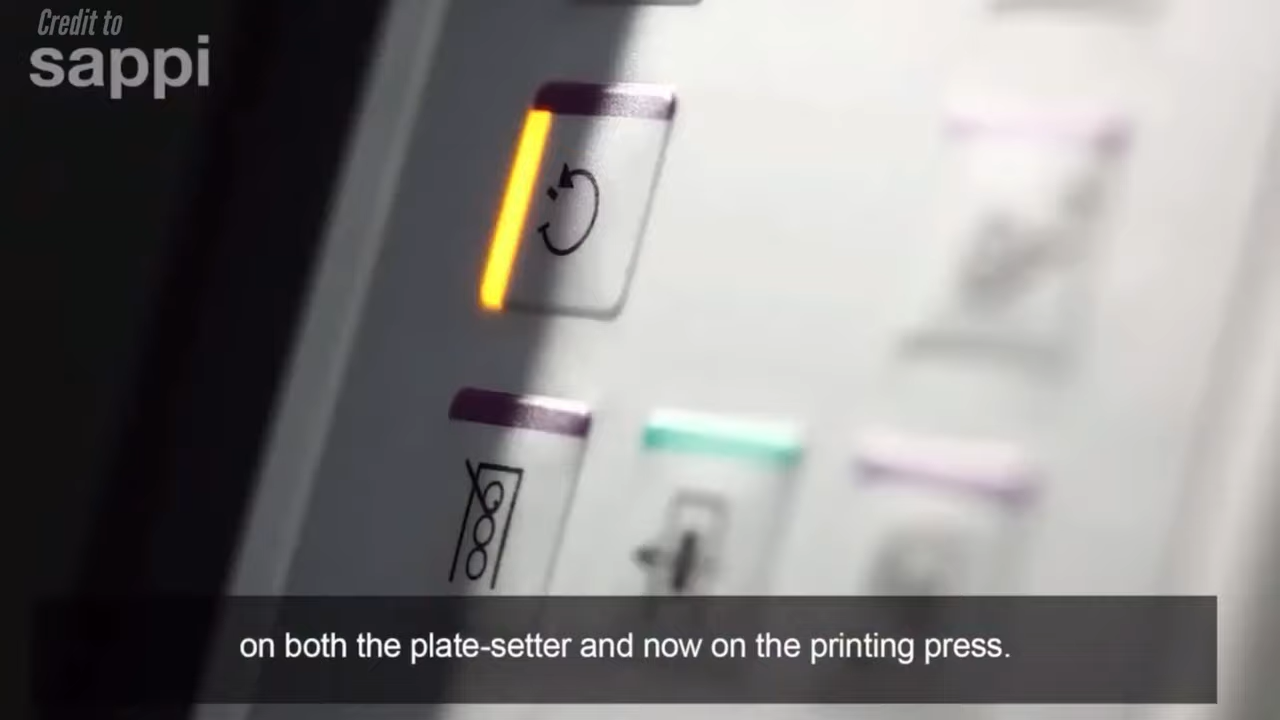 Credit to
sappi
on both the plate-setter and now on the printing press.